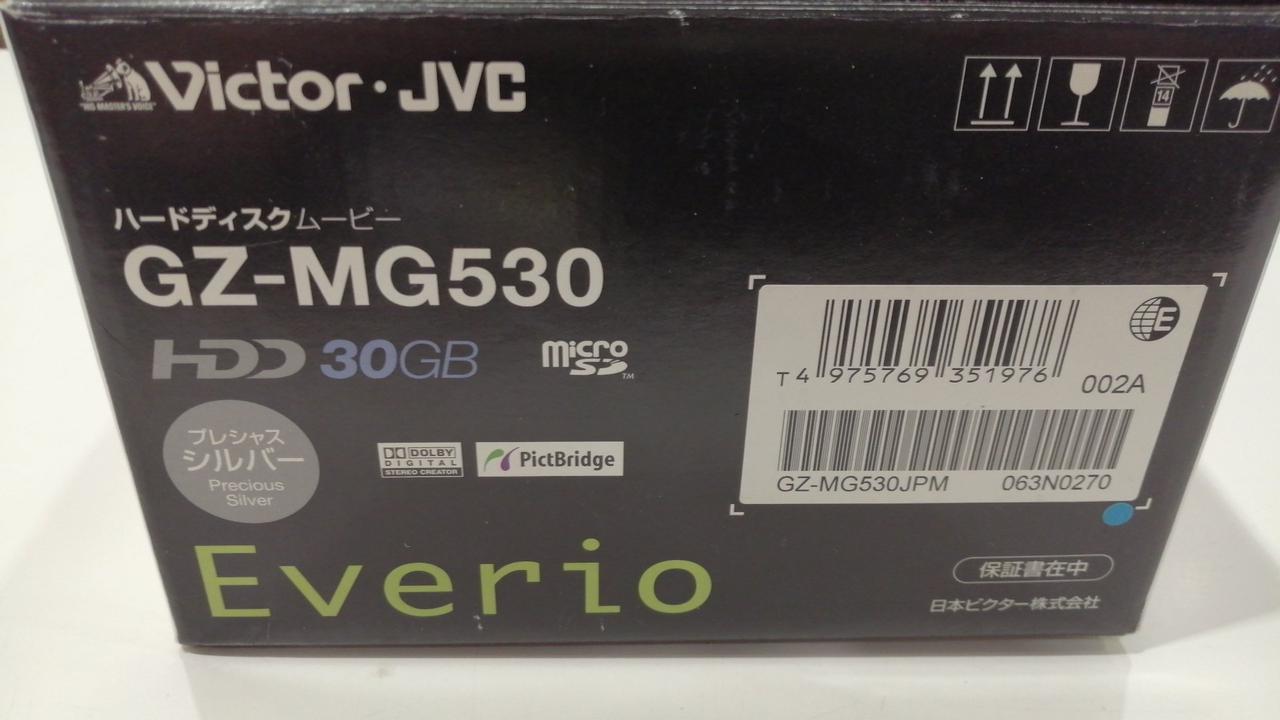 "HIS MASTER'S VOICE"
Victor・JVC
14
ハードディスクムービー
GZ-MG530
HDD 30GB
micro SD TM
プレシャス
シルバー
Precious
Silver
DOLBY
DIGITAL
STEREO CREATOR
PictBridge
E
T 4 975769 351976
002A
GZ-MG530JPM 063N0270
Everio
保証書在中
日本ビクター株式会社